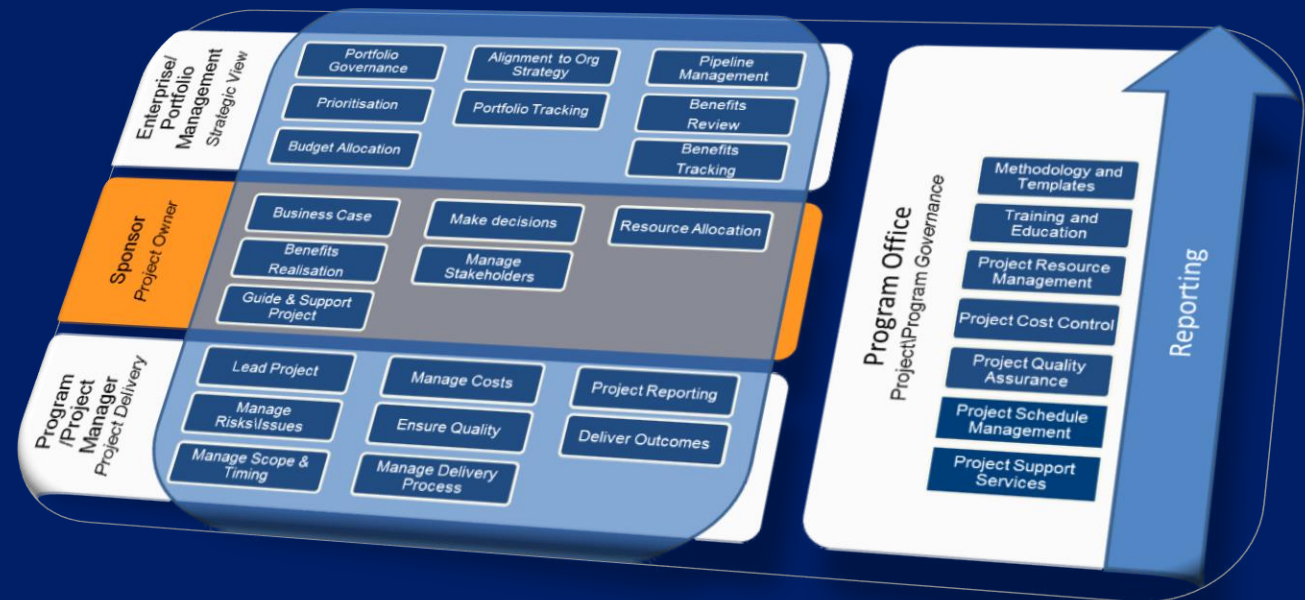 Enterprise/
Portfolio
Management
Strategic View
Portfolio
Governance
Alignment to Org
Strategy
Pipeline
Management
Prioritisation
Portfolio Tracking
Benefits
Review
Budget Allocation
Benefits
Tracking
Sponsor
Project Owner
Business Case
Make decisions
Resource Allocation
Benefits
Realisation
Manage
Stakeholders
Guide & Support
Project
Program
/Project
Manager
Project Delivery
Lead Project
Manage Costs
Project Reporting
Manage
Risks\Issues
Ensure Quality
Deliver Outcomes
Manage Scope &
Timing
Manage Delivery
Process
Program Office
Project\Program Governance
Methodology and
Templates
Training and
Education
Project Resource
Management
Project Cost Control
Project Quality
Assurance
Project Schedule
Management
Project Support
Services
Reporting